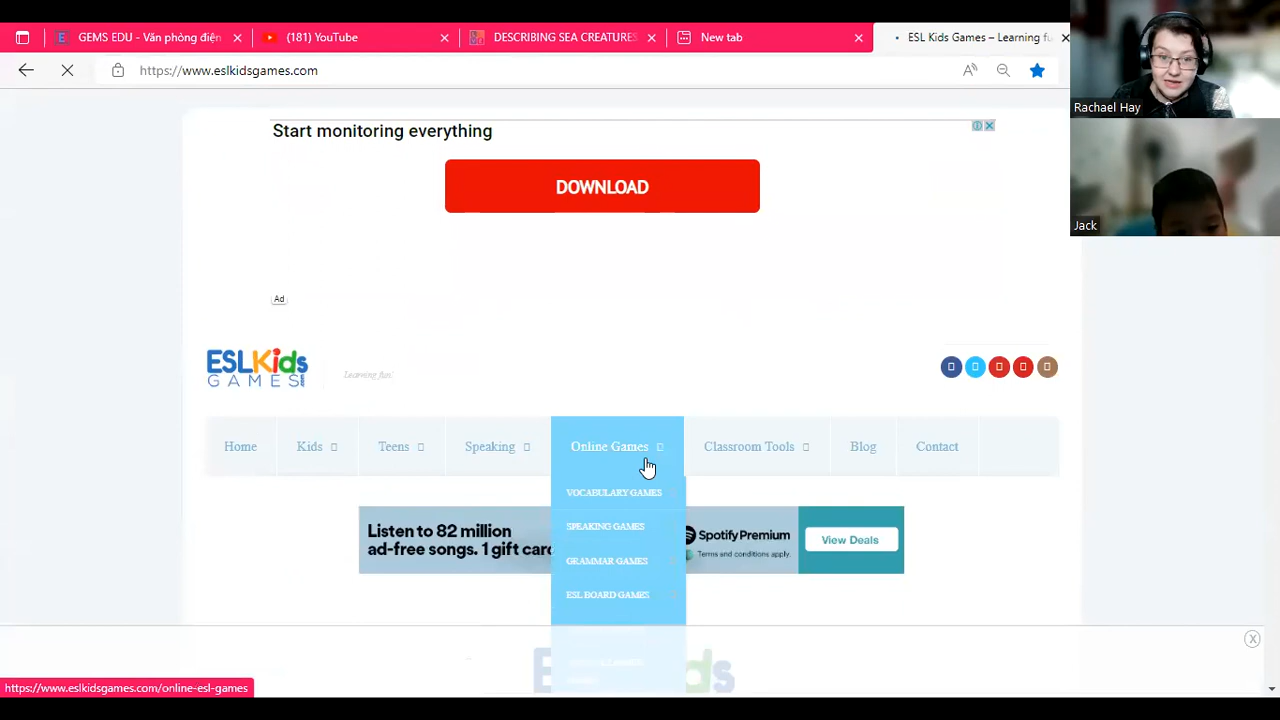 GEMS EDU - Văn phòng điện
(181) YouTube
DESCRIBING SEA CREATURES
New tab
ESL Kids Games – Learning fu
https://www.eslkidsgames.com
Rachael Hay
Jack
Start monitoring everything
DOWNLOAD
Ad
ESLKids
GAMES
.com
Learning fun!
Home
Kids
Teens
Speaking
Online Games
Classroom Tools
Blog
Contact
VOCABULARY GAMES
SPEAKING GAMES
GRAMMAR GAMES
ESL BOARD GAMES
Listen to 82 million
ad-free songs. 1 gift card
Spotify Premium
Terms and conditions apply.
View Deals
https://www.eslkidsgames.com/online-esl-games